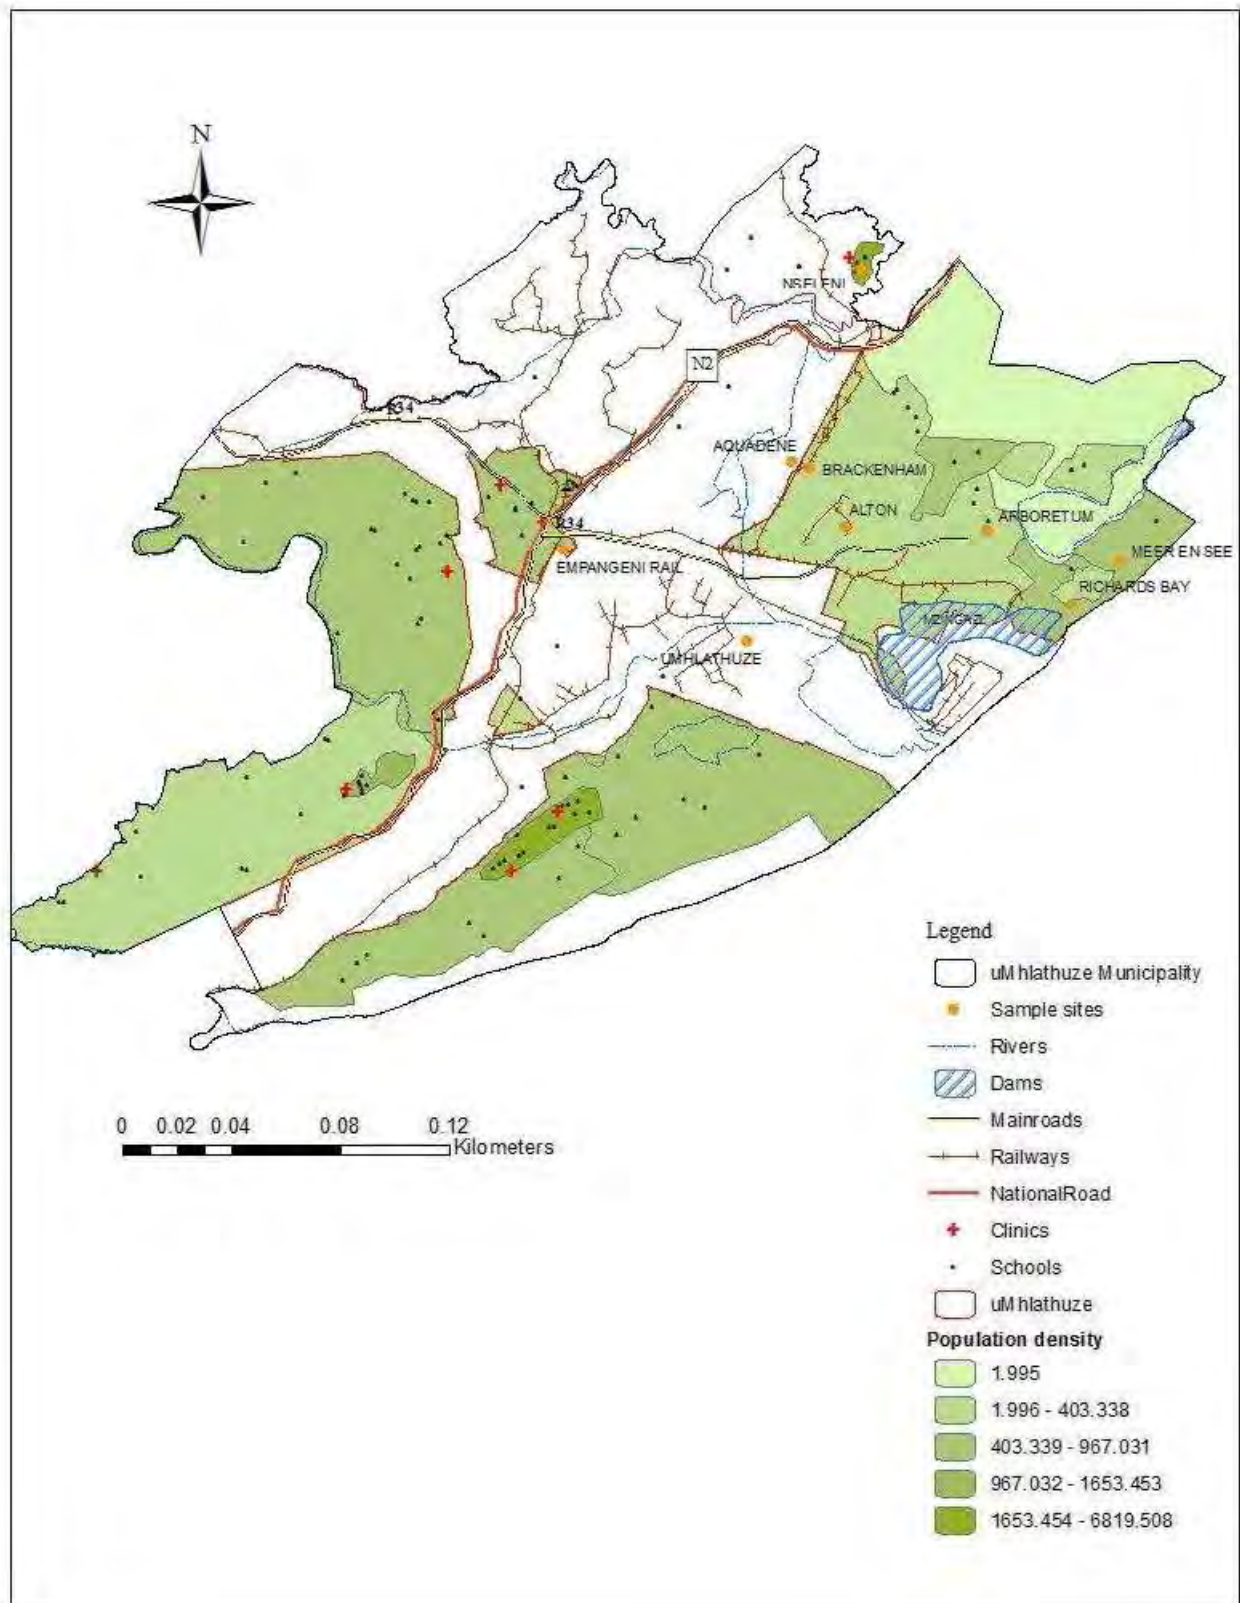 N
NSELENI
N2
R34
AQUADENE
BRACKENHAM
ALTON
ARBORETUM
R34
MEER EN SEE
EMPANGENI RAIL
RICHARDS BAY
MZINGAZI
UMHLATHUZE
Legend
uMhlathuze Municipality
Sample sites
Rivers
Dams
Mainroads
Railways
NationalRoad
Clinics
Schools
uMhlathuze
Population density
1.995
1.996 - 403.338
403.339 - 967.031
967.032 - 1653.453
1653.454 - 6819.508
0 0.02 0.04 0.08 0.12
Kilometers